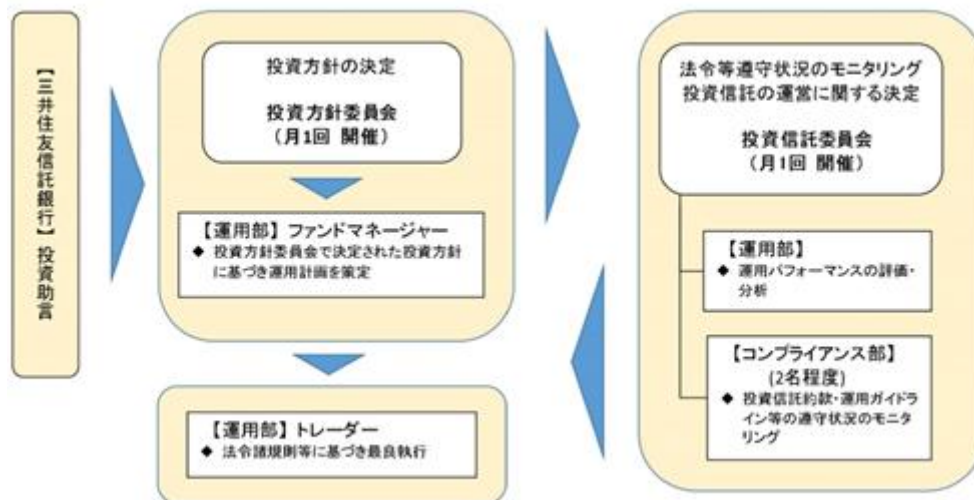 【三井住友信託銀行】投資助言
投資方針の決定
投資方針委員会
（月1回 開催）
【運用部】ファンドマネージャー
◆ 投資方針委員会で決定された投資方針
に基づき運用計画を策定
【運用部】トレーダー
◆ 法令諸規則等に基づき最良執行
法令等遵守状況のモニタリング
投資信託の運営に関する決定
投資信託委員会
（月1回 開催）
【運用部】
◆ 運用パフォーマンスの評価・
分析
【コンプライアンス部】
(2名程度)
◆ 投資信託約款・運用ガイドラ
イン等の遵守状況のモニタ
リング